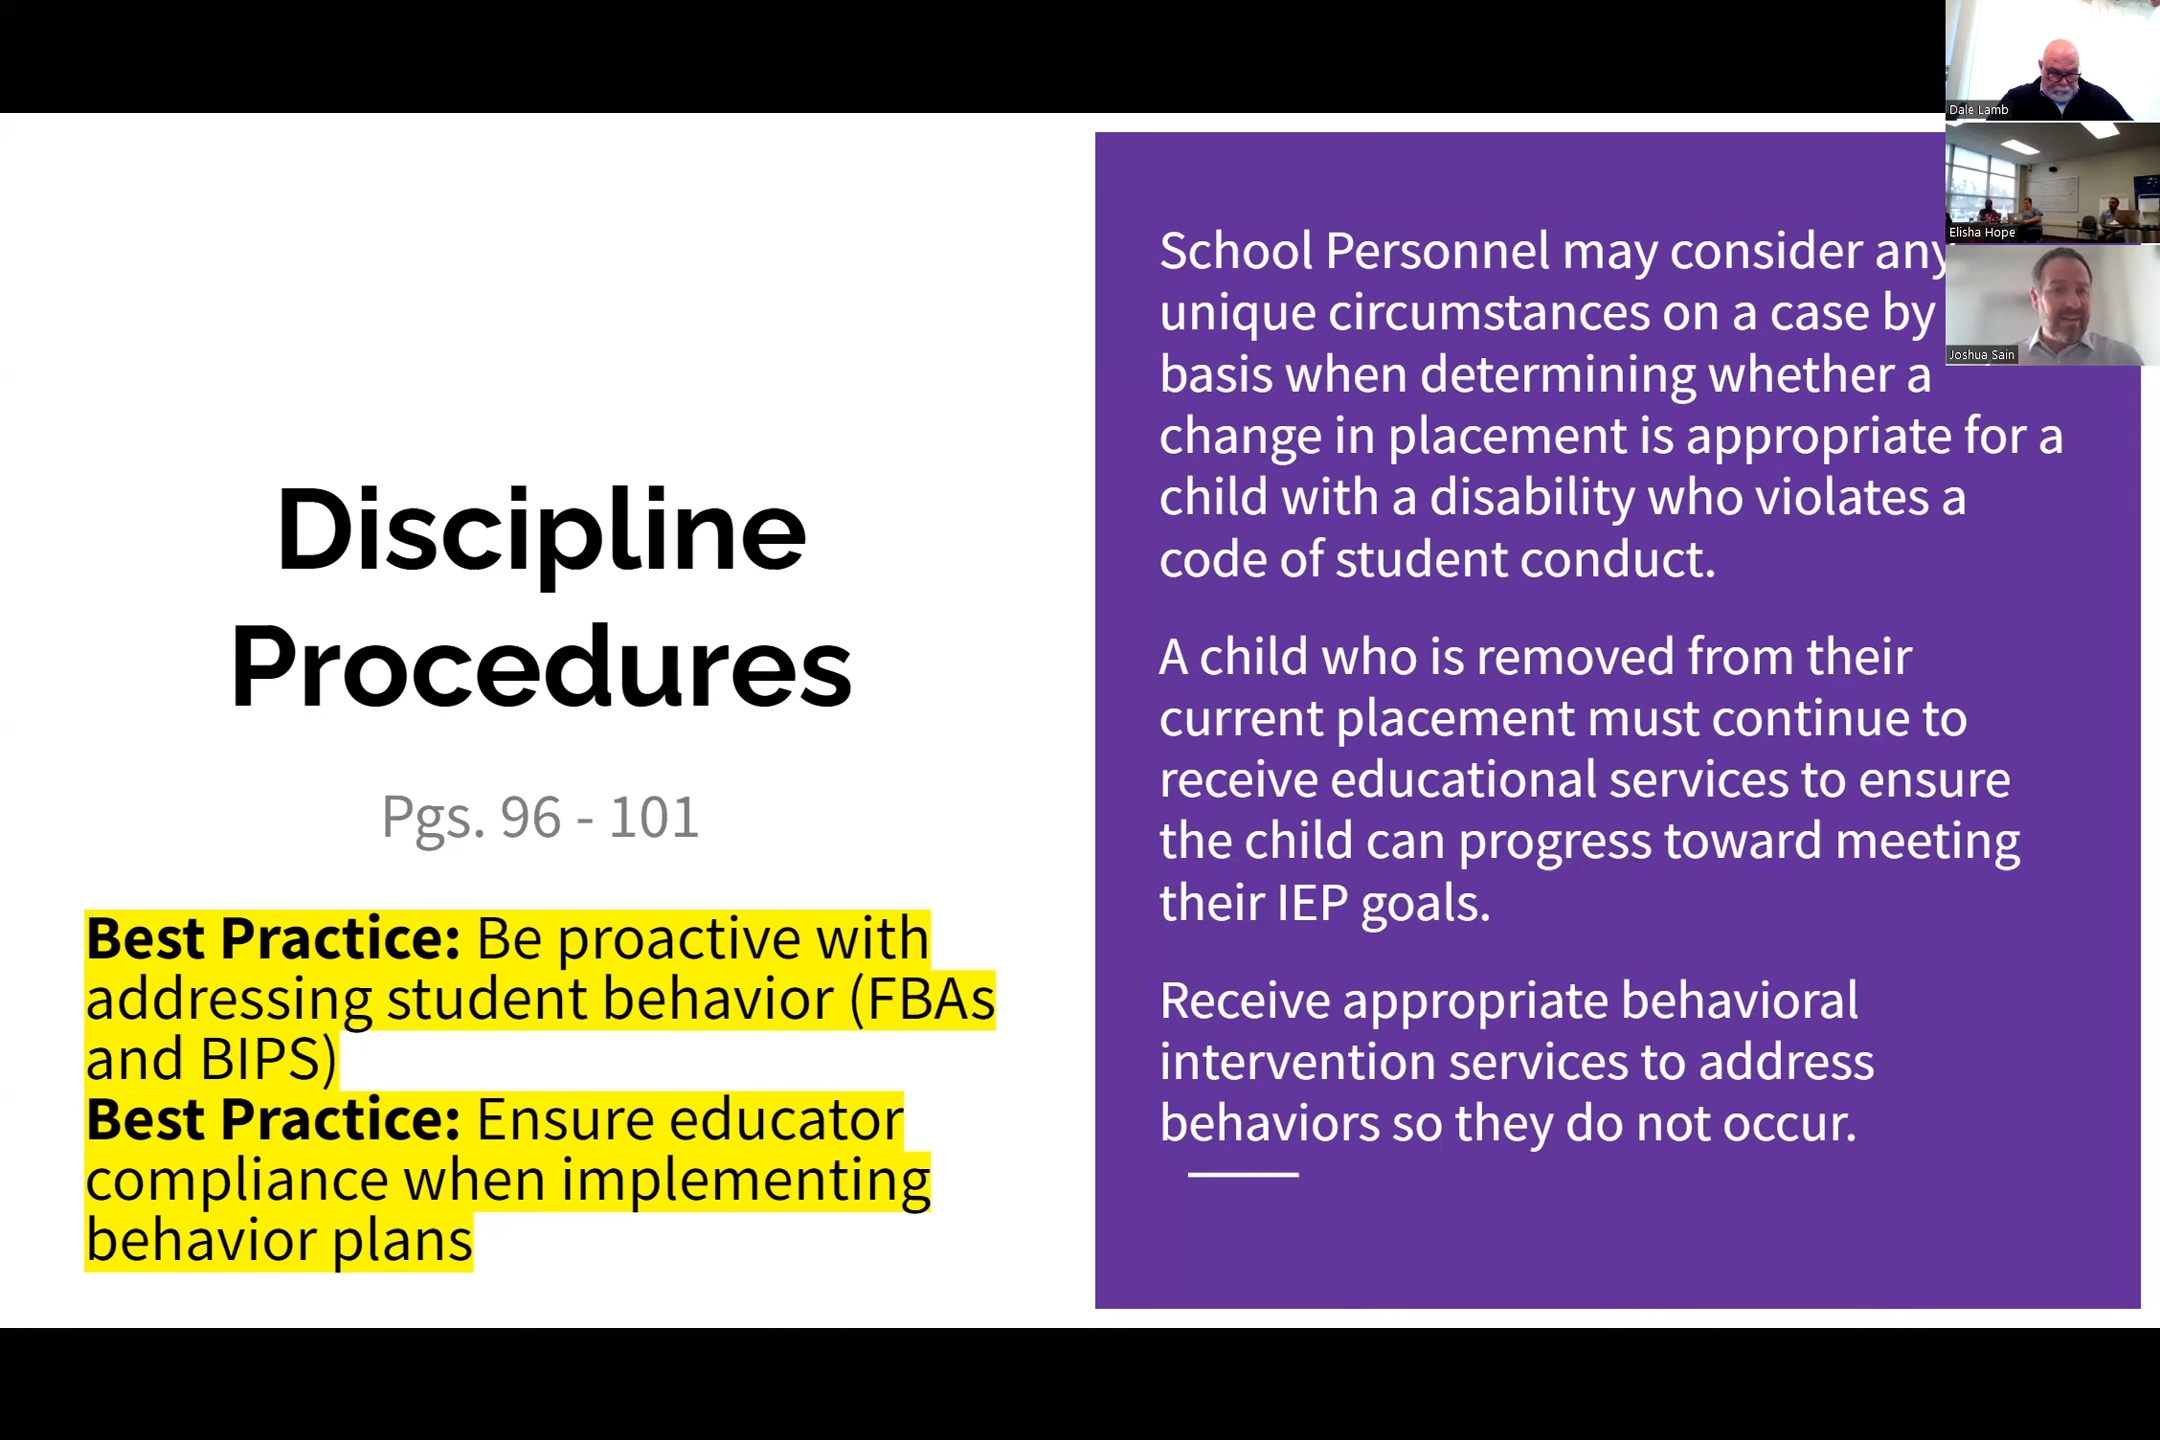 Discipline
Procedures
Pgs. 96 - 101
Best Practice: Be proactive with
addressing student behavior (FBAs
and BIPS)
Best Practice: Ensure educator
compliance when implementing
behavior plans
School Personnel may consider any
unique circumstances on a case by
basis when determining whether a
change in placement is appropriate for a
child with a disability who violates a
code of student conduct.
A child who is removed from their
current placement must continue to
receive educational services to ensure
the child can progress toward meeting
their IEP goals.
Receive appropriate behavioral
intervention services to address
behaviors so they do not occur.
Dale Lamb
Elisha Hope
Joshua Sain